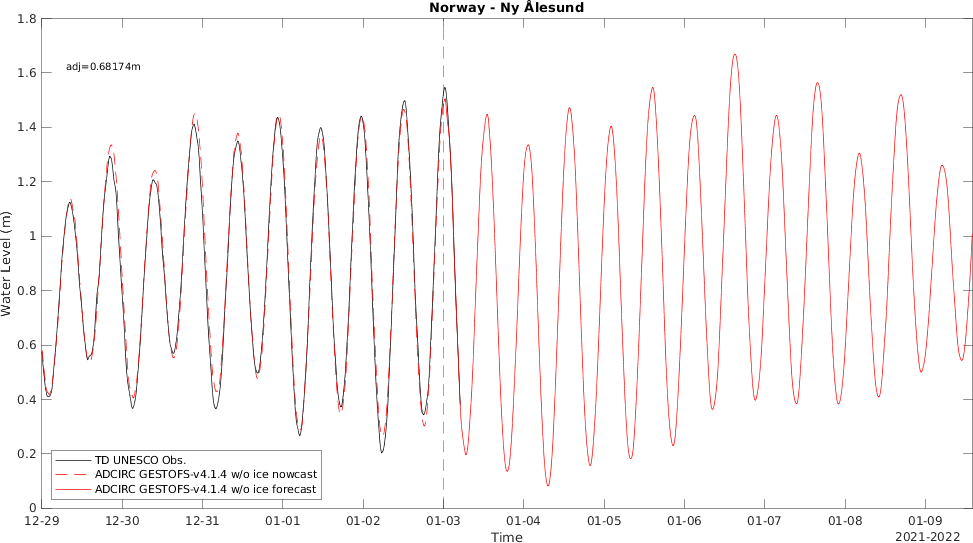 Norway - Ny Ålesund
adj=0.68174m
1.8
1.6
1.4
1.2
1
0.8
0.6
0.4
0.2
0
Water Level (m)
TD UNESCO Obs.
ADCIRC GESTOFS-v4.1.4 w/o ice nowcast
ADCIRC GESTOFS-v4.1.4 w/o ice forecast
12-29 12-30 12-31 01-01 01-02 01-03 01-04 01-05 01-06 01-07 01-08 01-09
Time
2021-2022